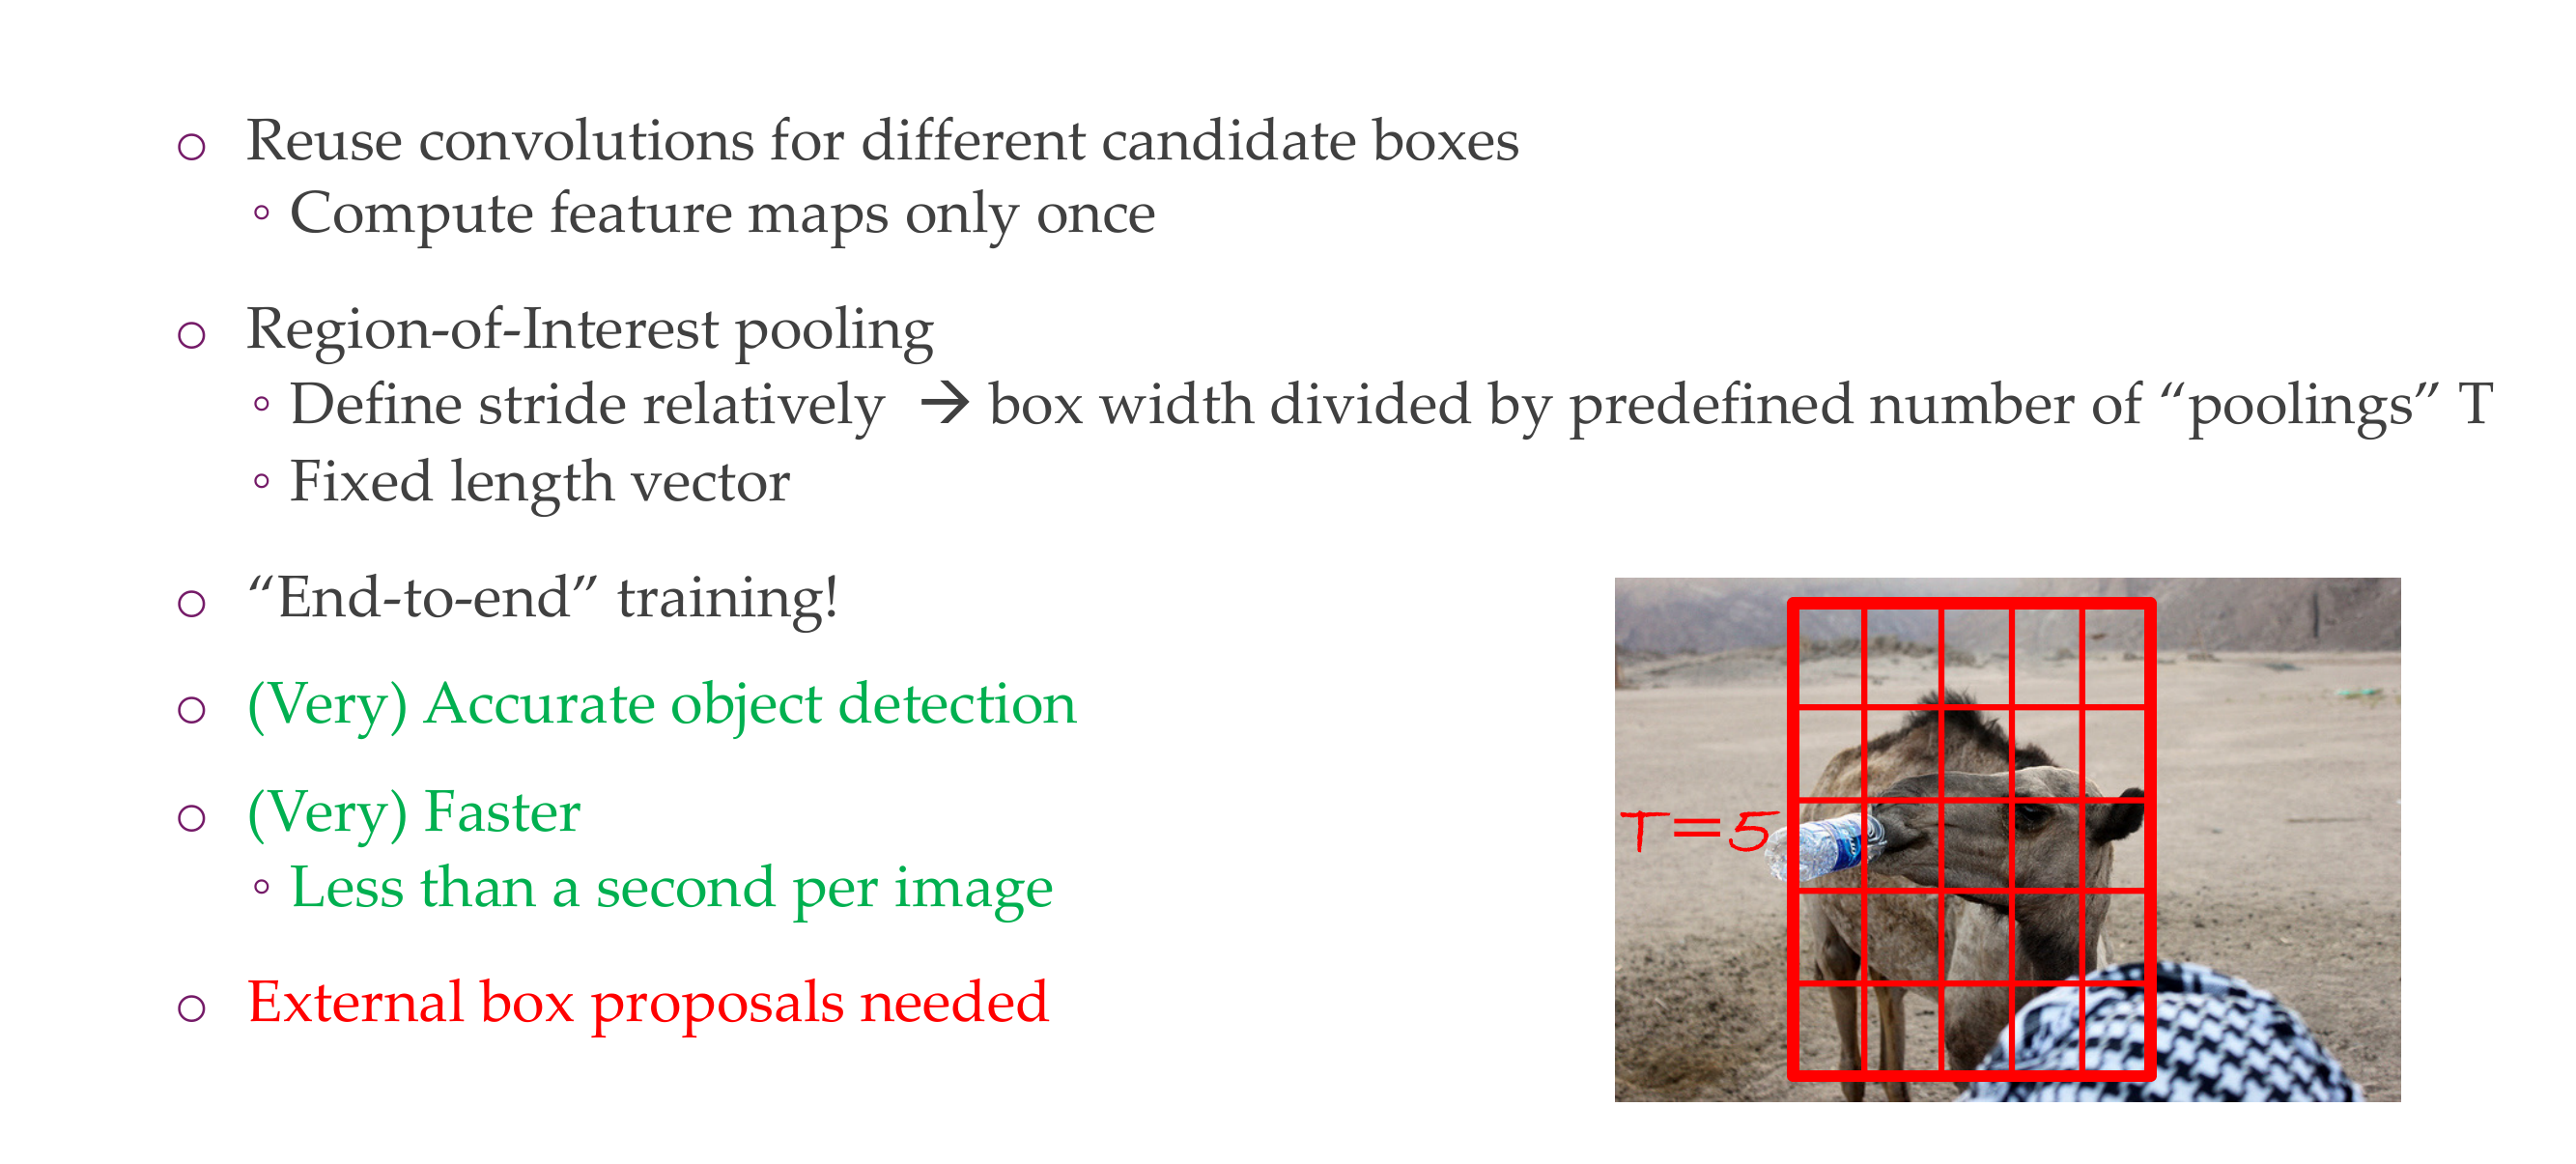 Reuse convolutions for different candidate boxes
Compute feature maps only once
Region-of-Interest pooling
Define stride relatively → box width divided by predefined number of “poolings” T
Fixed length vector
“End-to-end” training!
(Very) Accurate object detection
(Very) Faster
Less than a second per image
External box proposals needed
T=5